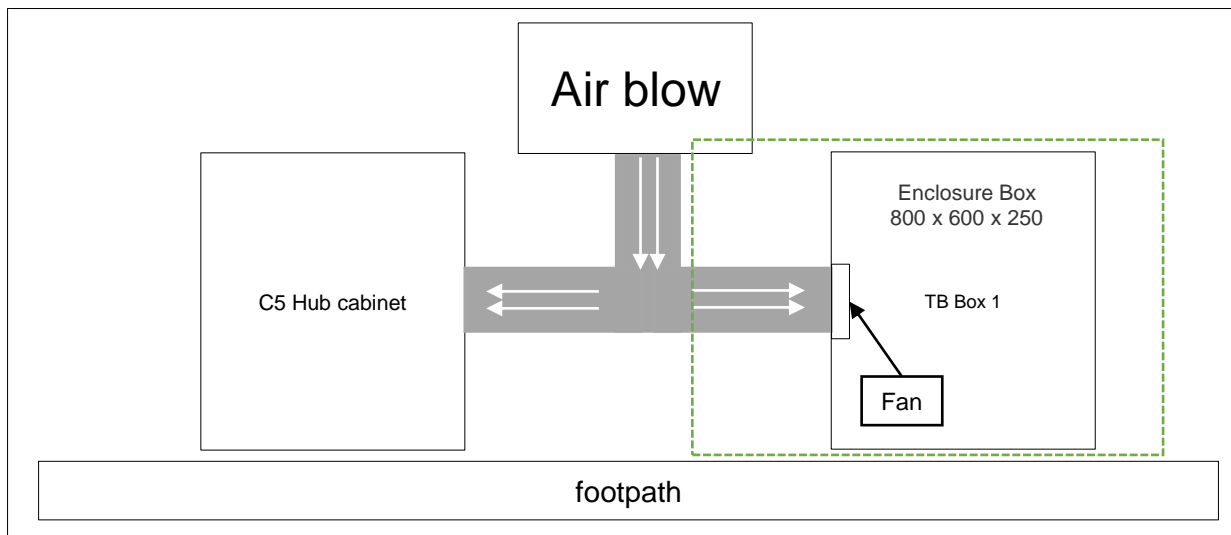 Air blow
Enclosure Box
800 x 600 x 250
C5 Hub cabinet
TB Box 1
Fan
footpath